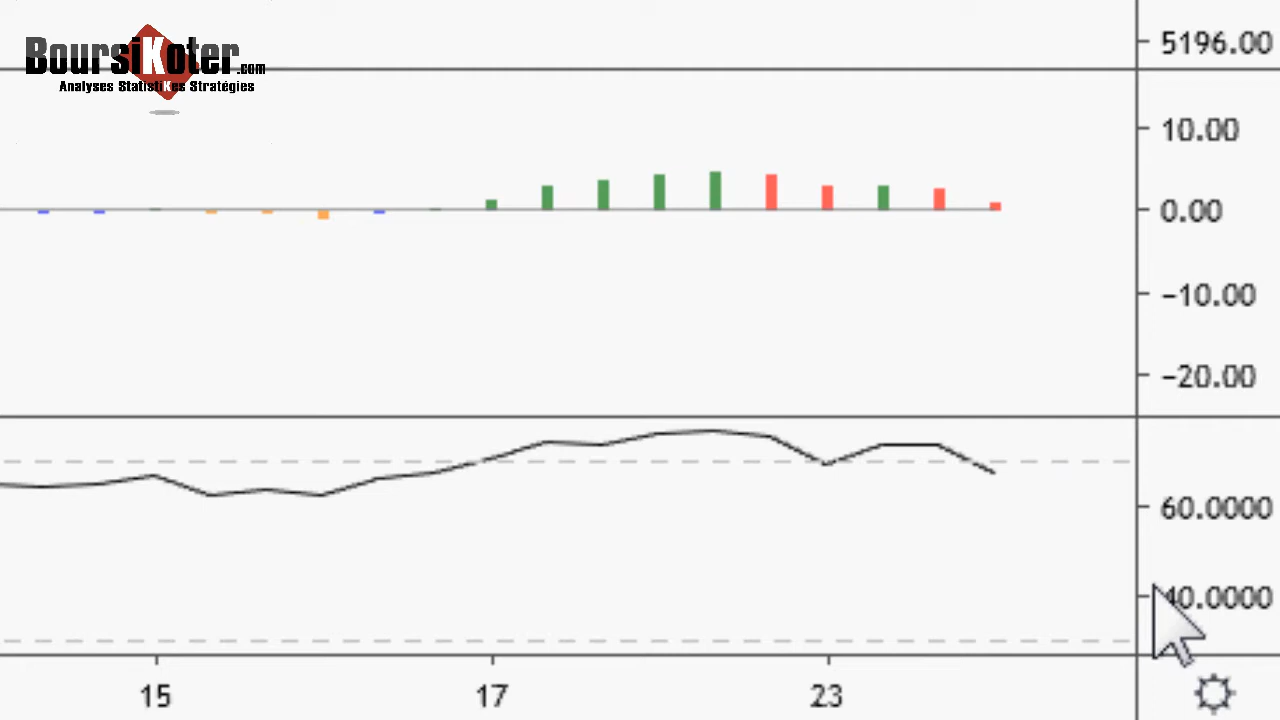 BoursiKoter.com
Analyses StatistiKes Stratégies
5196.00
10.00
0.00
−10.00
−20.00
60.0000
40.0000
15 17 23